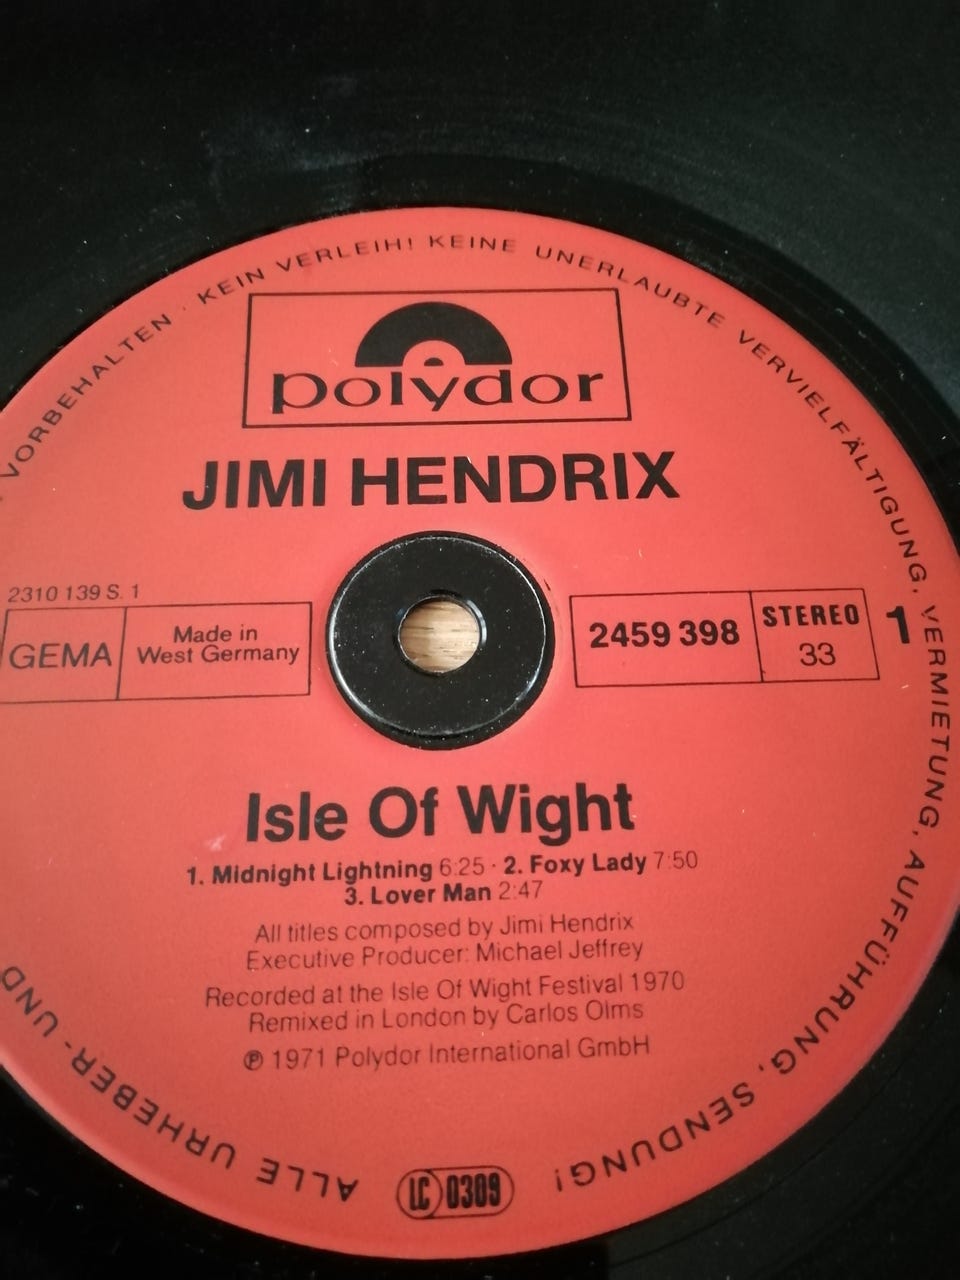 VORBEHALTEN · KEIN VERLEIH! KEINE UNERLAUBTE VERVIELFÄLTIGUNG, VERMIETUNG, AUFFÜHRUNG, SENDUNG!
polydor
JIMI HENDRIX
2310 139 S. 1
GEMA
Made in
West Germany
2459 398
STEREO
33
1
Isle Of Wight
1. Midnight Lightning 6:25 · 2. Foxy Lady 7:50
3. Lover Man 2:47
All titles composed by Jimi Hendrix
Executive Producer: Michael Jeffrey
Recorded at the Isle Of Wight Festival 1970
Remixed in London by Carlos Olms
℗ 1971 Polydor International GmbH
ALLE URHEBER- UND
LC 0309